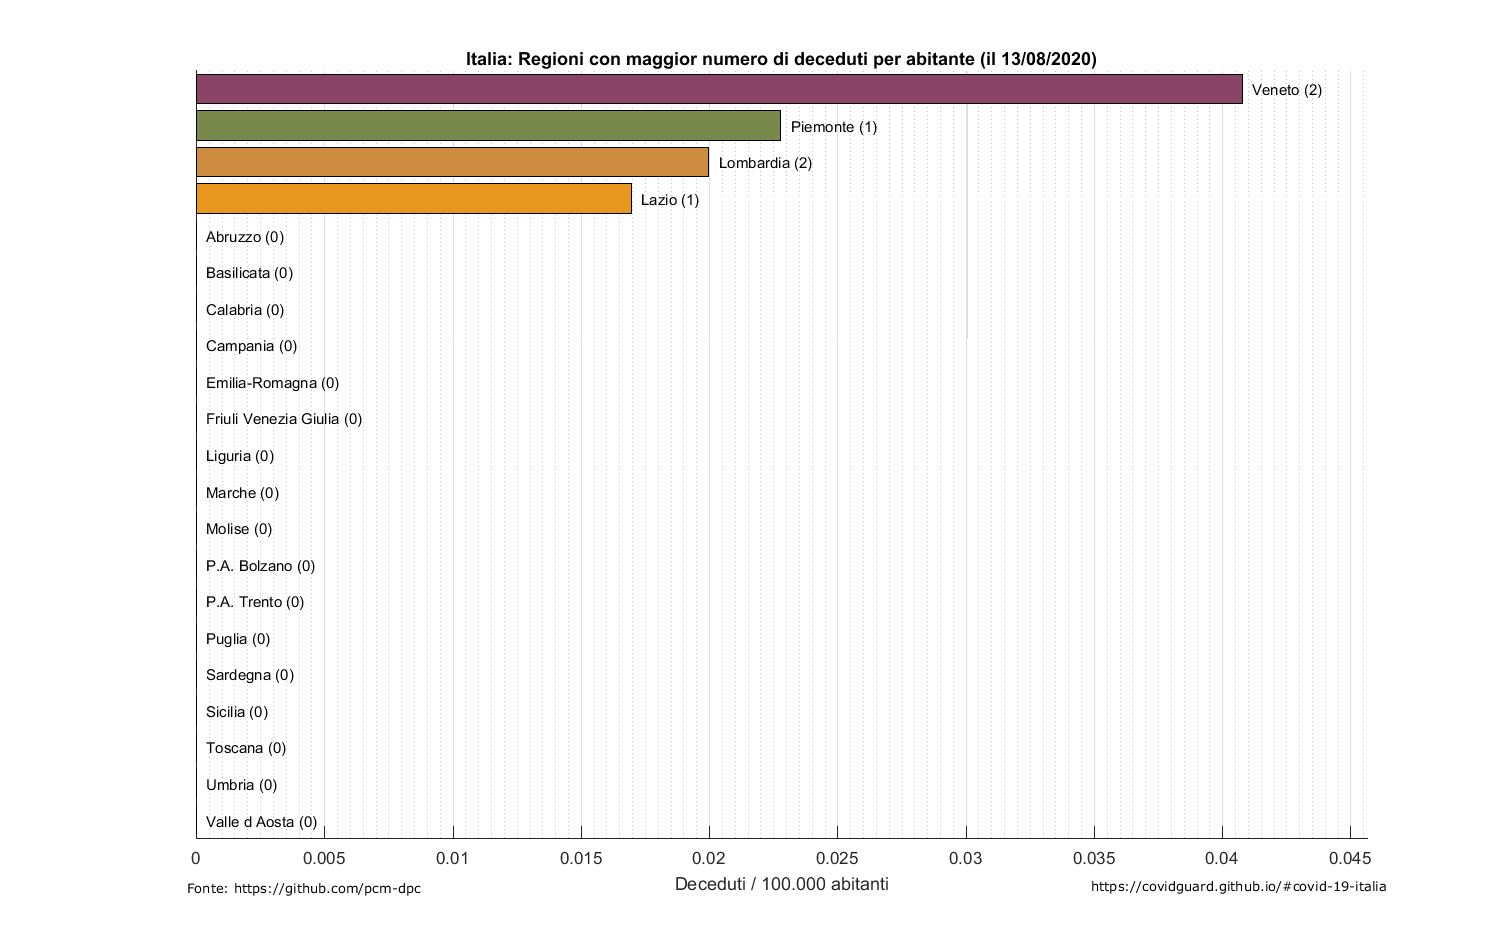 Italia: Regioni con maggior numero di deceduti per abitante (il 13/08/2020)
Veneto (2)
Piemonte (1)
Lombardia (2)
Lazio (1)
Abruzzo (0)
Basilicata (0)
Calabria (0)
Campania (0)
Emilia-Romagna (0)
Friuli Venezia Giulia (0)
Liguria (0)
Marche (0)
Molise (0)
P.A. Bolzano (0)
P.A. Trento (0)
Puglia (0)
Sardegna (0)
Sicilia (0)
Toscana (0)
Umbria (0)
Valle d Aosta (0)
0 0.005 0.01 0.015 0.02 0.025 0.03 0.035 0.04 0.045
Deceduti / 100.000 abitanti
Fonte: https://github.com/pcm-dpc
https://covidguard.github.io/#covid-19-italia